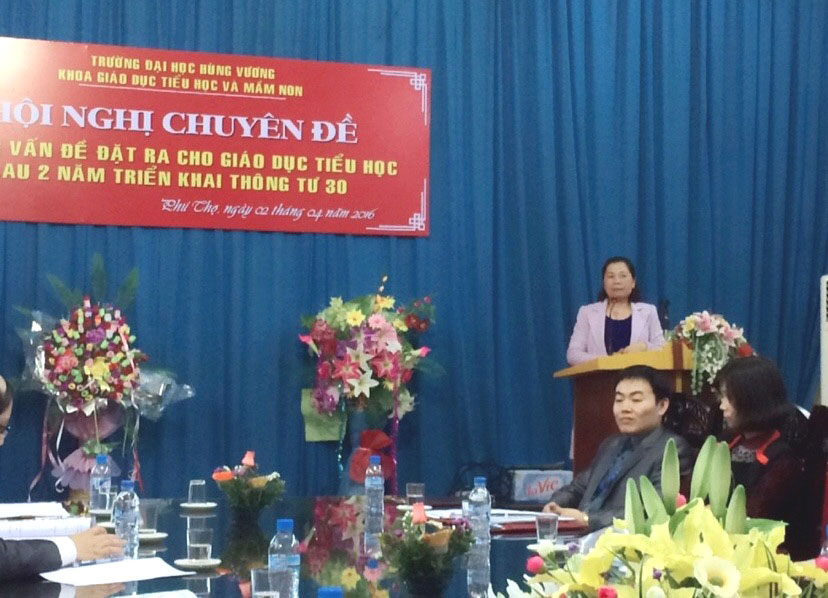 TRƯỜNG ĐẠI HỌC HÙNG VƯƠNG
KHOA GIÁO DỤC TIỂU HỌC VÀ MẦM NON
HỘI NGHỊ CHUYÊN ĐỀ
VẤN ĐỀ ĐẶT RA CHO GIÁO DỤC TIỂU HỌC
AU 2 NĂM TRIỂN KHAI THÔNG TƯ 30
Phú Thọ, ngày 02 tháng 04 năm 2016
LaViE